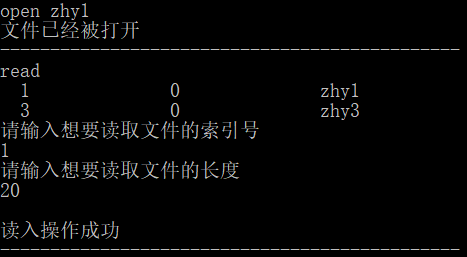 open zhy1
文件已经被打开
----------------------------------------------
read
1 0 zhy1
3 0 zhy3
请输入想要读取文件的索引号
1
请输入想要读取文件的长度
20
读入操作成功
----------------------------------------------